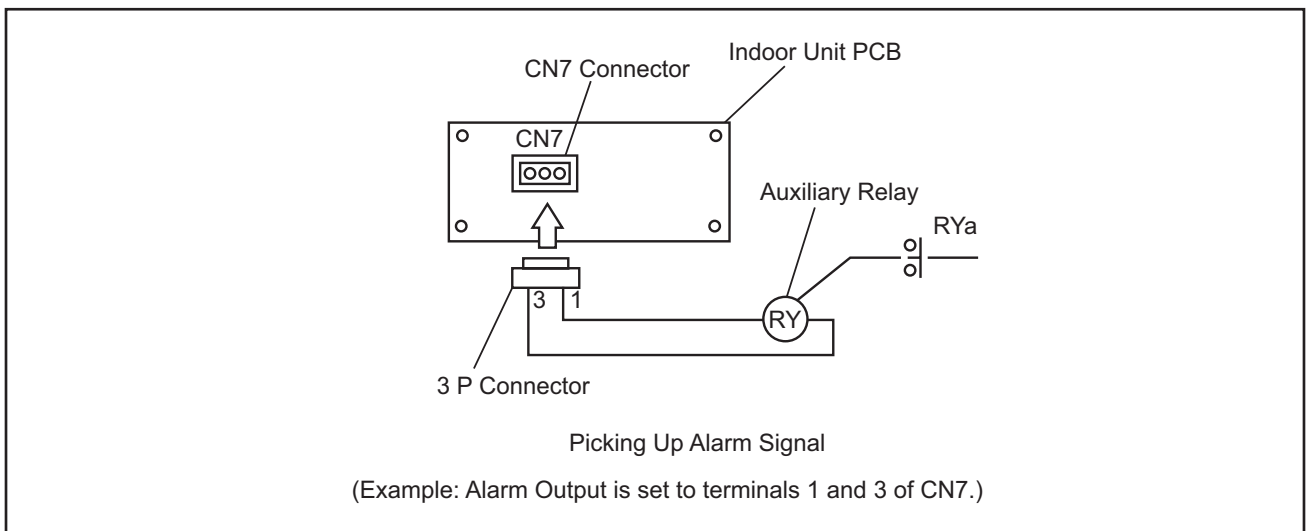 Indoor Unit PCB
CN7 Connector
CN7
Auxiliary Relay
RYa
3 1
RY
3 P Connector
Picking Up Alarm Signal
(Example: Alarm Output is set to terminals 1 and 3 of CN7.)